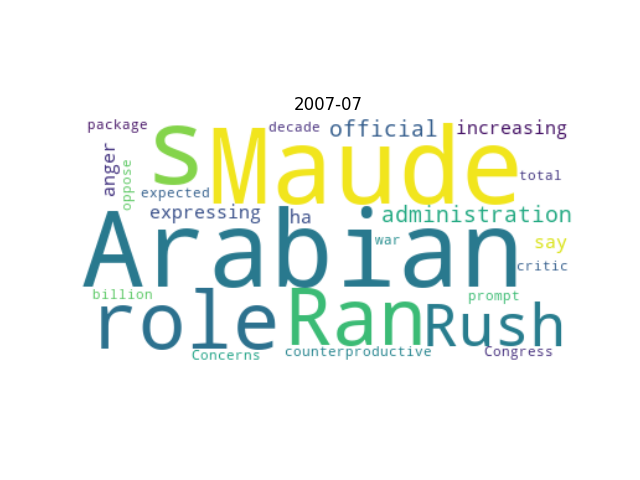 2007-07
package
decade
official
increasing
s
Maude
anger
oppose
expected
total
expressing
ha
administration
Arabian
war
say
critic
billion
role
Ran
prompt
Rush
Concerns
counterproductive
Congress